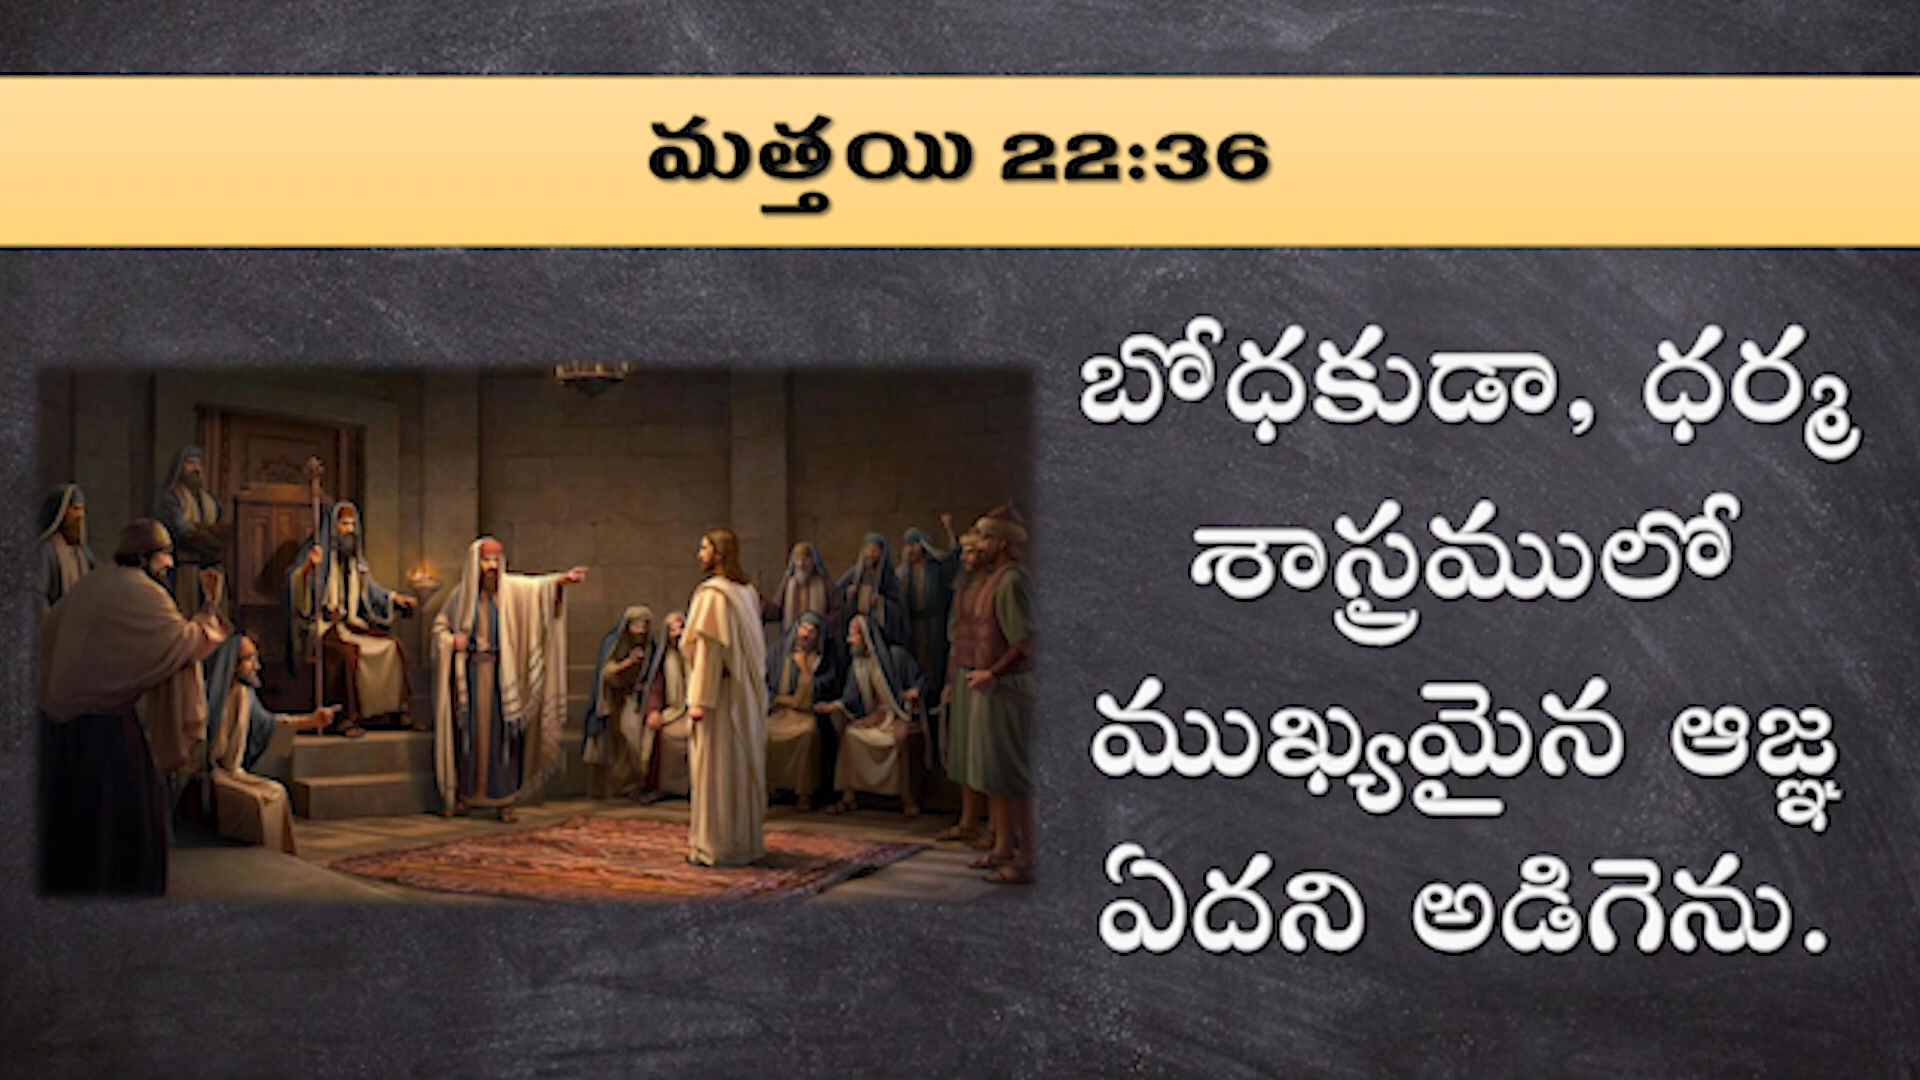 మత్తయి 22:36
బోధకుడా, ధర్మ
శాస్త్రములో
ముఖ్యమైన ఆజ్ఞ
ఏదని అడిగెను.